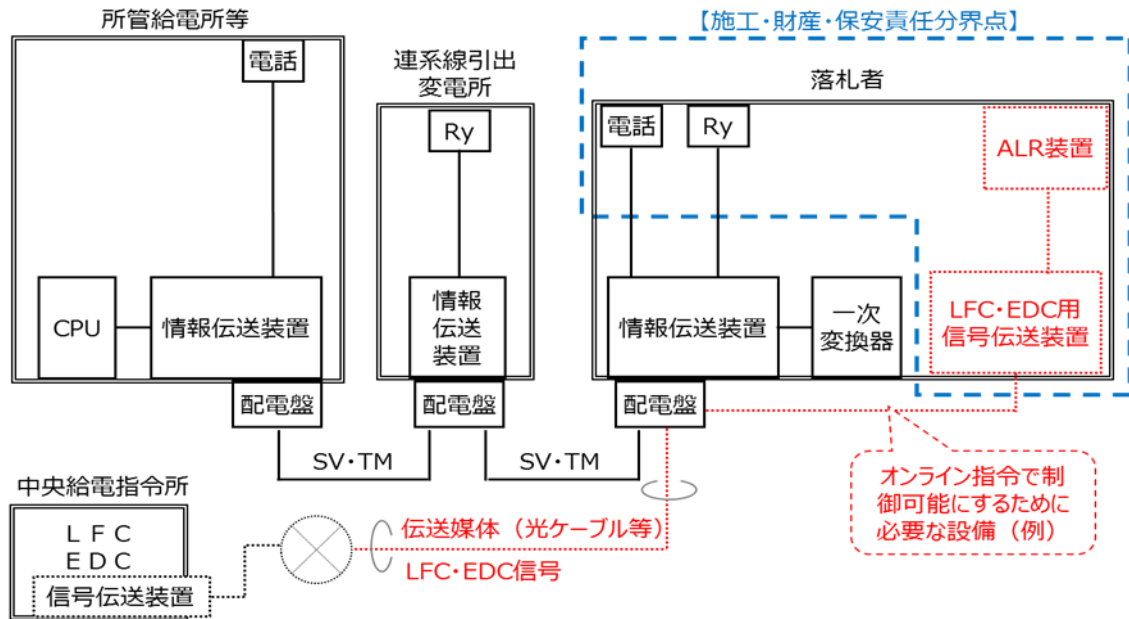 所管給電所等
電話
CPU
情報伝送装置
配電盤
連系線引出
変電所
Ry
情報
伝送
装置
配電盤
【施工・財産・保安責任分界点】
落札者
電話
Ry
ALR装置
情報伝送装置
一次
変換器
LFC・EDC用
信号伝送装置
配電盤
SV・TM
SV・TM
オンライン指令で制
御可能にするために
必要な設備（例）
中央給電指令所
ＬＦＣ
ＥＤＣ
信号伝送装置
伝送媒体（光ケーブル等）
LFC・EDC信号